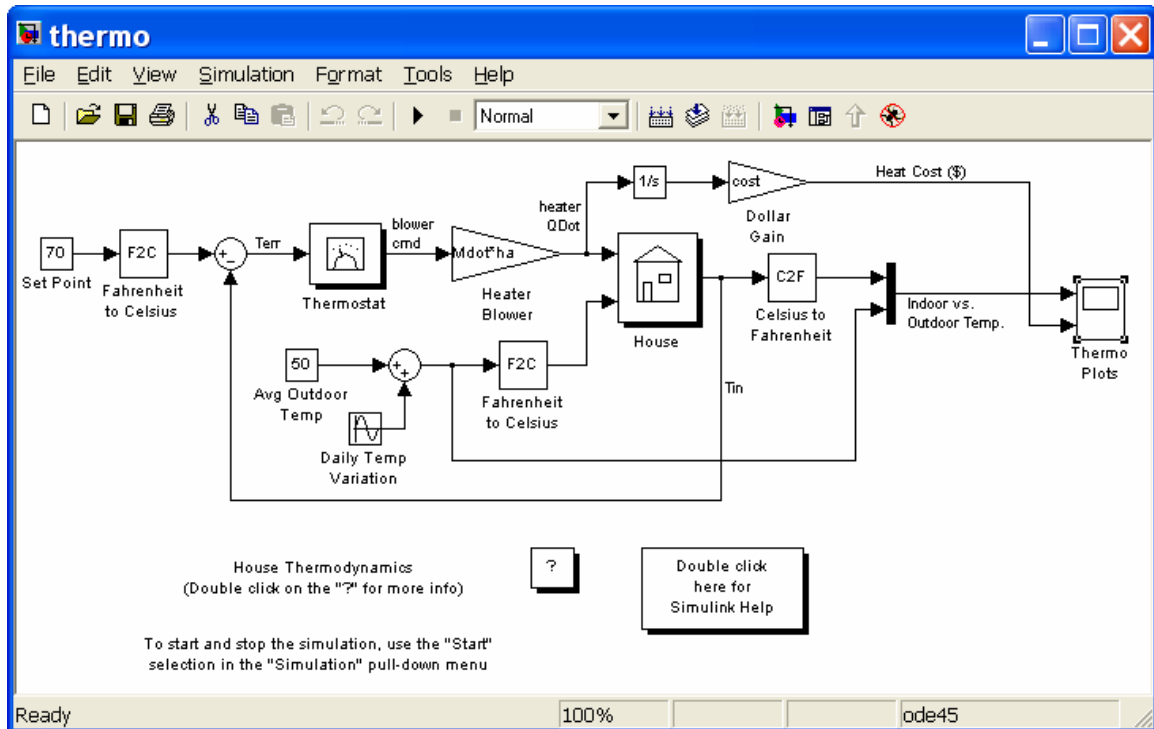 thermo
File Edit View Simulation Format Tools Help
Normal
1/s
cost
Heat Cost ($)
heater
QDot
Dollar
Gain
70
Set Point
F2C
Fahrenheit
to Celsius
+
-
Terr
Thermostat
blower
cmd
Mdot*ha
Heater
Blower
House
C2F
Celsius to
Fahrenheit
Indoor vs.
Outdoor Temp.
Thermo
Plots
50
Avg Outdoor
Temp
+
+
F2C
Fahrenheit
to Celsius
Tin
Daily Temp
Variation
House Thermodynamics
(Double click on the "?" for more info)
?
Double click
here for
Simulink Help
To start and stop the simulation, use the "Start"
selection in the "Simulation" pull-down menu
Ready 100% ode45